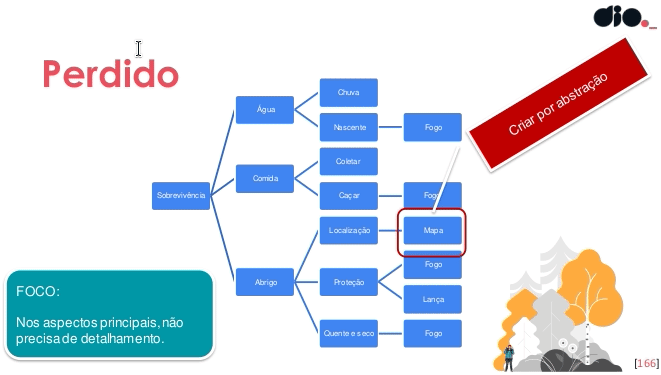 dio.
Perdido
Criar por abstração
Chuva
Água
Nascente
Fogo
Coletar
Comida
Caçar
Fogo
Sobrevivência
Localização
Mapa
Fogo
Abrigo
Proteção
Lança
Quente e seco
Fogo
FOCO:
Nos aspectos principais, não
precisa de detalhamento.
[166]